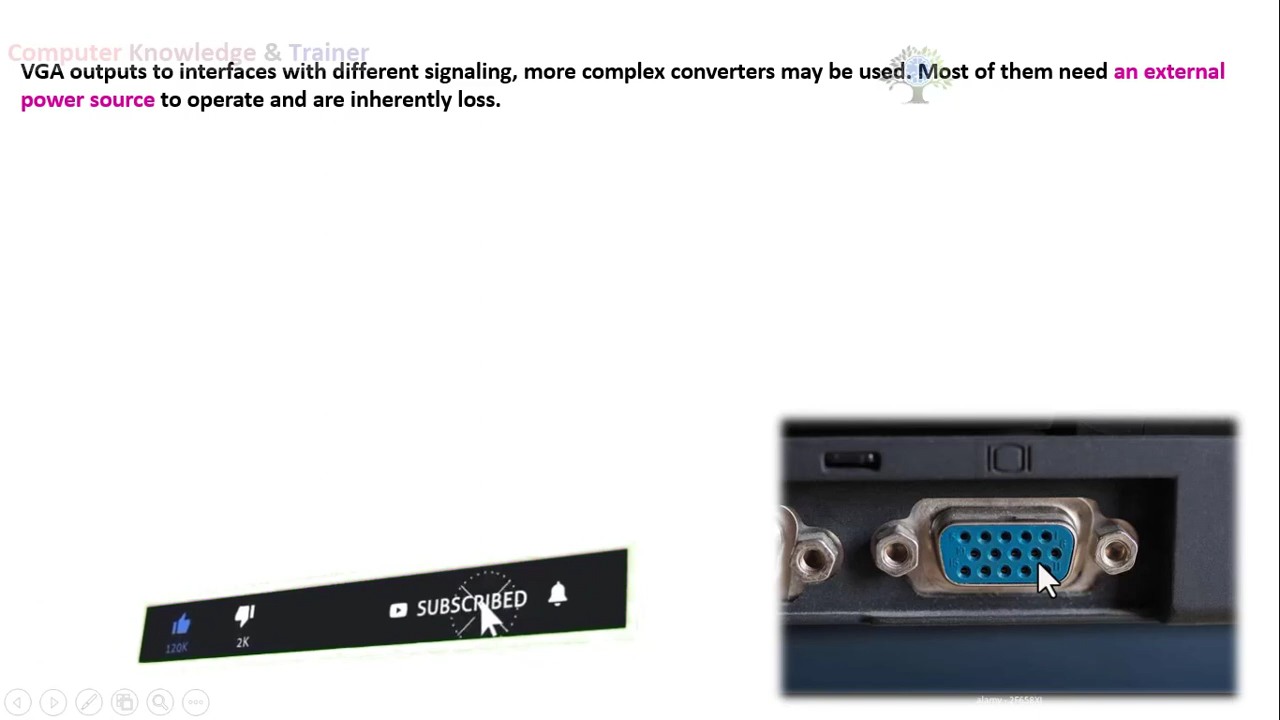 Computer Knowledge & Trainer
VGA outputs to interfaces with different signaling, more complex converters may be used. Most of them need an external
power source to operate and are inherently loss.
SUBSCRIBED
120K
2K